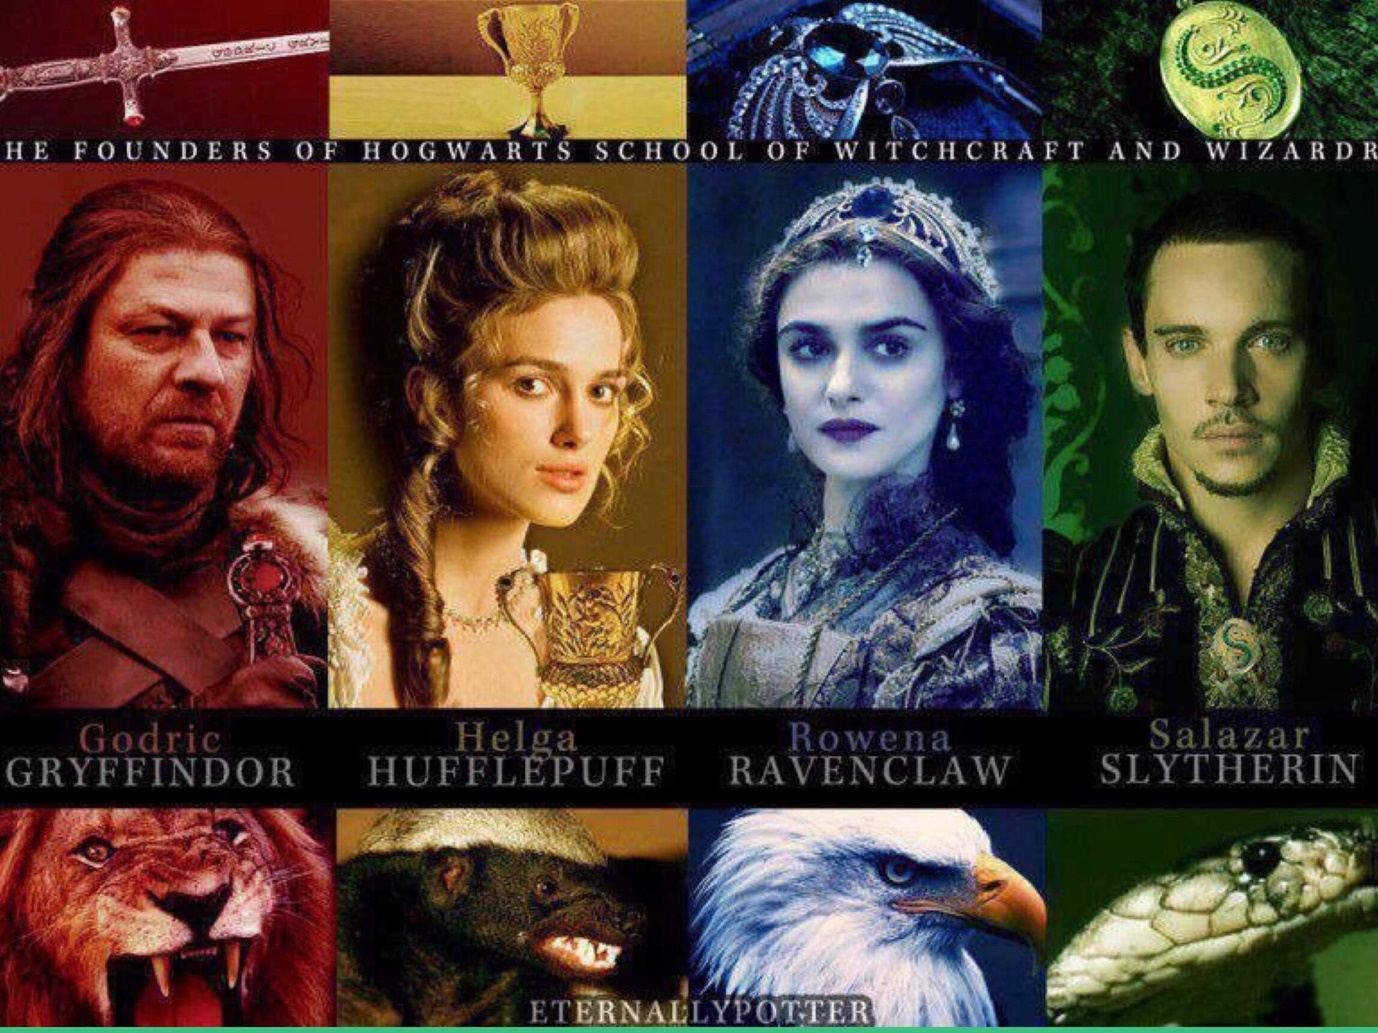 HE FOUNDERS OF HOGWARTS SCHOOL OF WITCHCRAFT AND WIZARDR
Godric
GRYFFINDOR
Helga
HUFFLEPUFF
Rowena
RAVENCLAW
Salazar
SLYTHERIN
ETERNALLYPOTTER